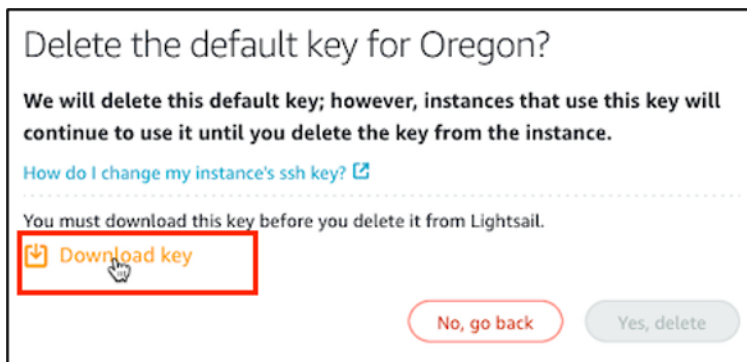 Delete the default key for Oregon?
We will delete this default key; however, instances that use this key will
continue to use it until you delete the key from the instance.
How do I change my instance's ssh key?
You must download this key before you delete it from Lightsail.
Download key
No, go back
Yes, delete